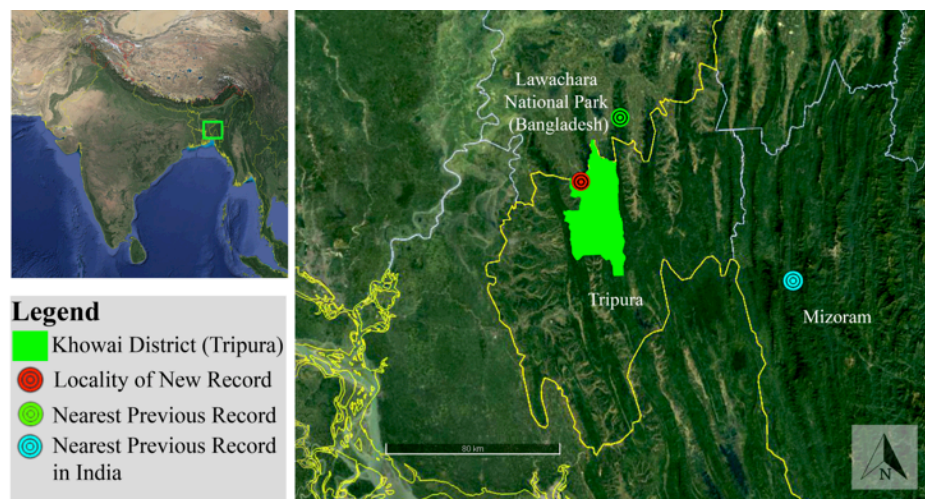 Lawachara
National Park
(Bangladesh)
Tripura
Mizoram
80 km
N
Legend
Khowai District (Tripura)
Locality of New Record
Nearest Previous Record
Nearest Previous Record
in India